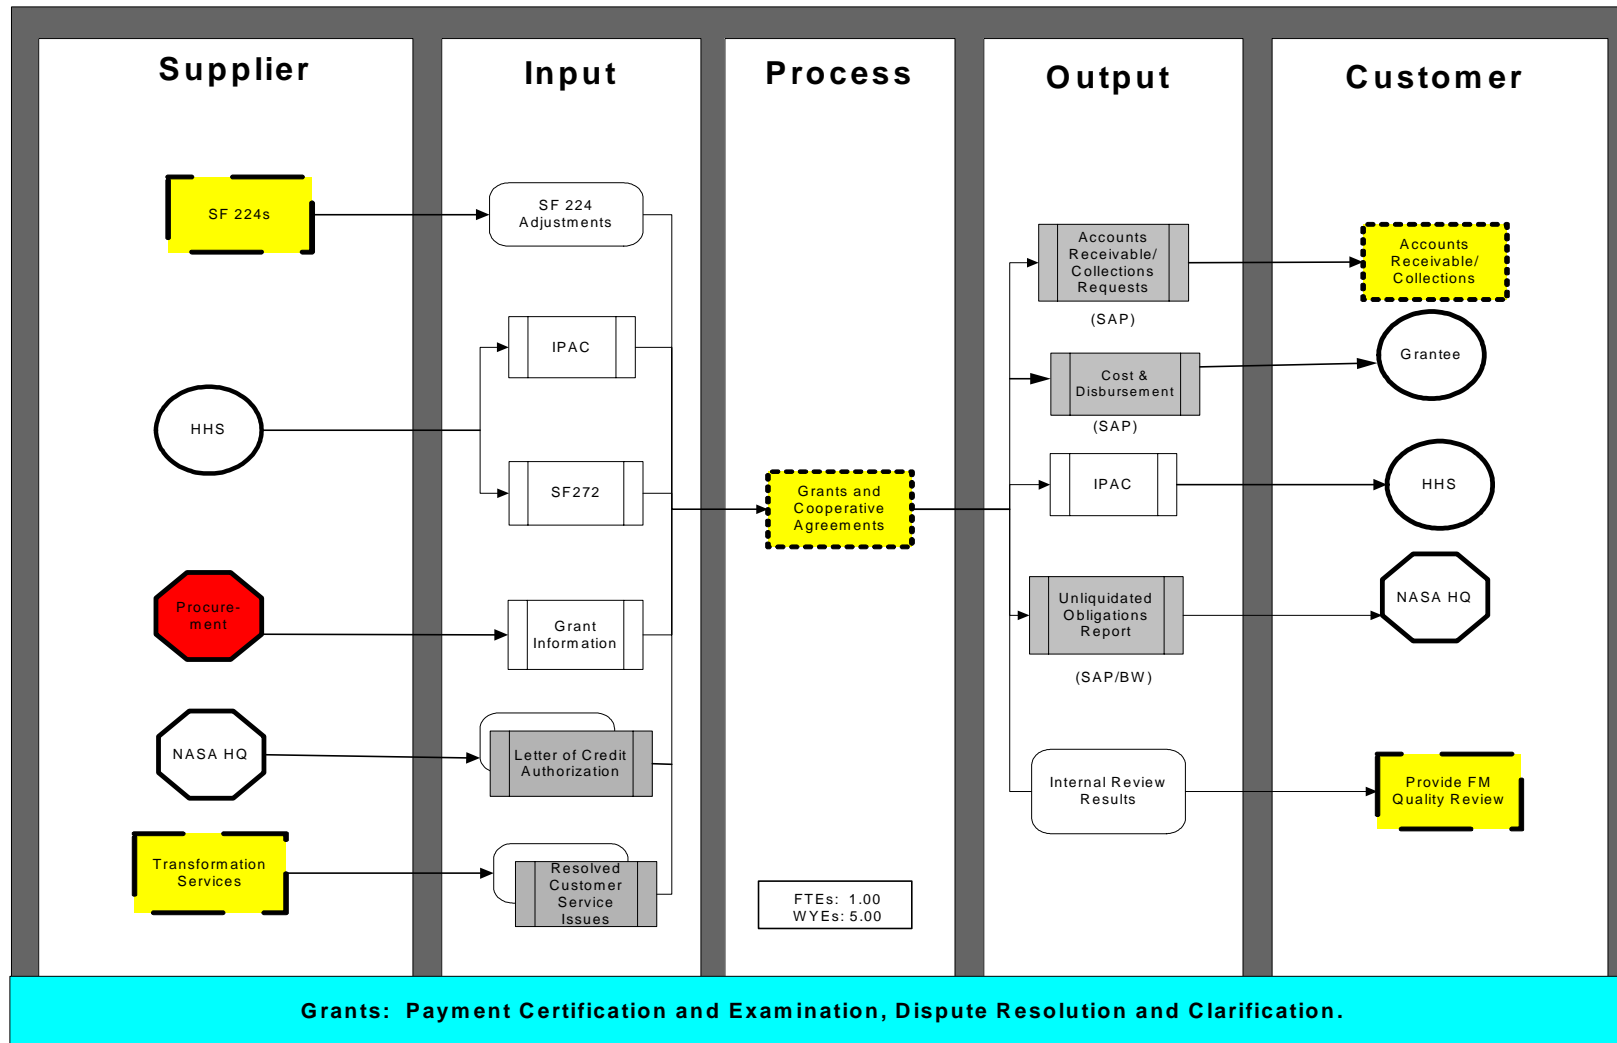 Supplier
Input
Process
Output
Customer
SF 224s
HHS
Procure-
ment
NASA HQ
Transformation
Services
SF 224
Adjustments
IPAC
SF272
Grant
Information
Letter of Credit
Authorization
Resolved
Customer
Service
Issues
Grants and
Cooperative
Agreements
FTEs: 1.00
WYEs: 5.00
Accounts
Receivable/
Collections
Requests
(SAP)
Cost &
Disbursement
(SAP)
IPAC
Unliquidated
Obligations
Report
(SAP/BW)
Internal Review
Results
Accounts
Receivable/
Collections
Grantee
HHS
NASA HQ
Provide FM
Quality Review
Grants: Payment Certification and Examination, Dispute Resolution and Clarification.